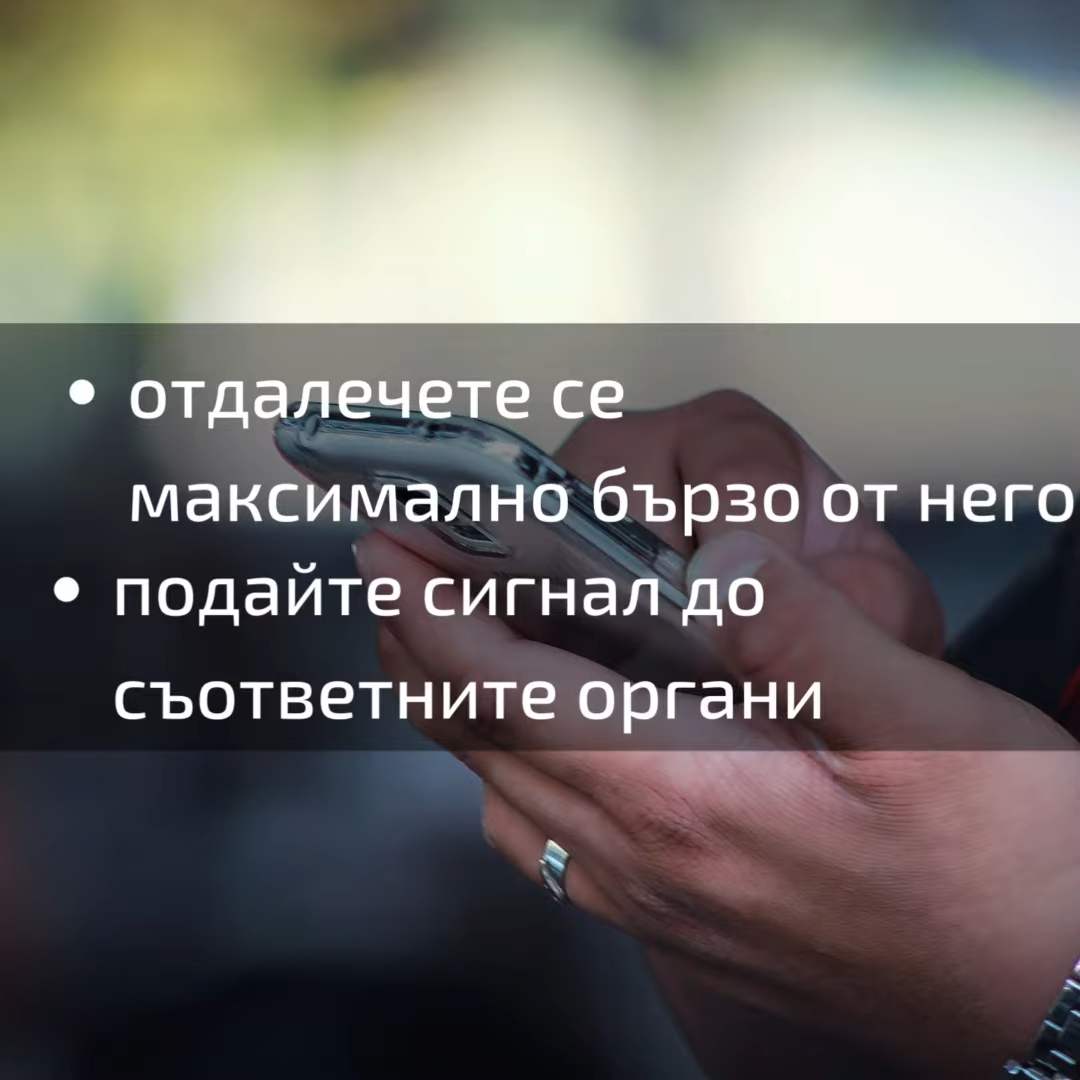 • отдалечете се
максимално бързо от него
• подайте сигнал до
съответните органи